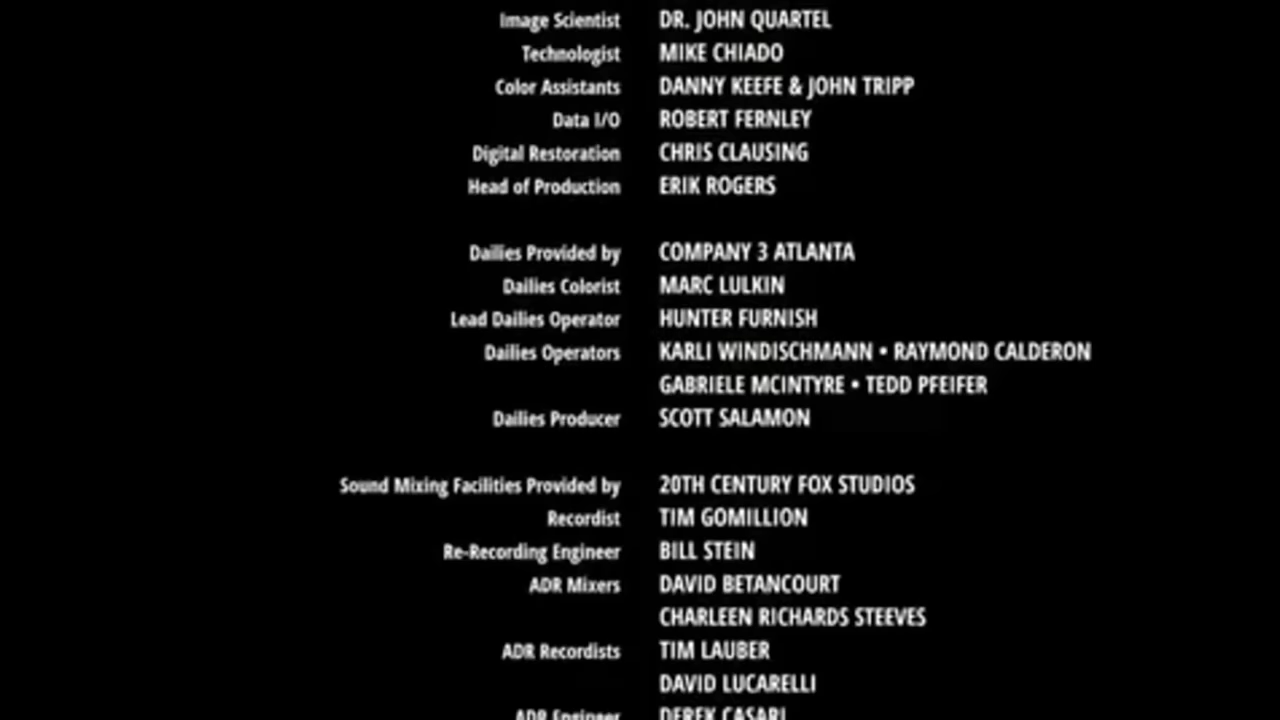 Image Scientist DR. JOHN QUARTEL
Technologist MIKE CHIADO
Color Assistants DANNY KEEFE & JOHN TRIPP
Data I/O ROBERT FERNLEY
Digital Restoration CHRIS CLAUSING
Head of Production ERIK ROGERS
Dailies Provided by COMPANY 3 ATLANTA
Dailies Colorist MARC LULKIN
Lead Dailies Operator HUNTER FURNISH
Dailies Operators KARLI WINDISCHMANN • RAYMOND CALDERON
GABRIELE MCINTYRE • TEDD PFEIFER
Dailies Producer SCOTT SALAMON
Sound Mixing Facilities Provided by 20TH CENTURY FOX STUDIOS
Recordist TIM GOMILLION
Re-Recording Engineer BILL STEIN
ADR Mixers DAVID BETANCOURT
CHARLEEN RICHARDS STEEVES
ADR Recordists TIM LAUBER
DAVID LUCARELLI
ADR Engineer DEREK CASARI